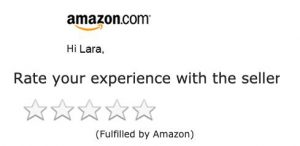 amazon.com
Hi Lara,
Rate your experience with the seller
(Fulfilled by Amazon)